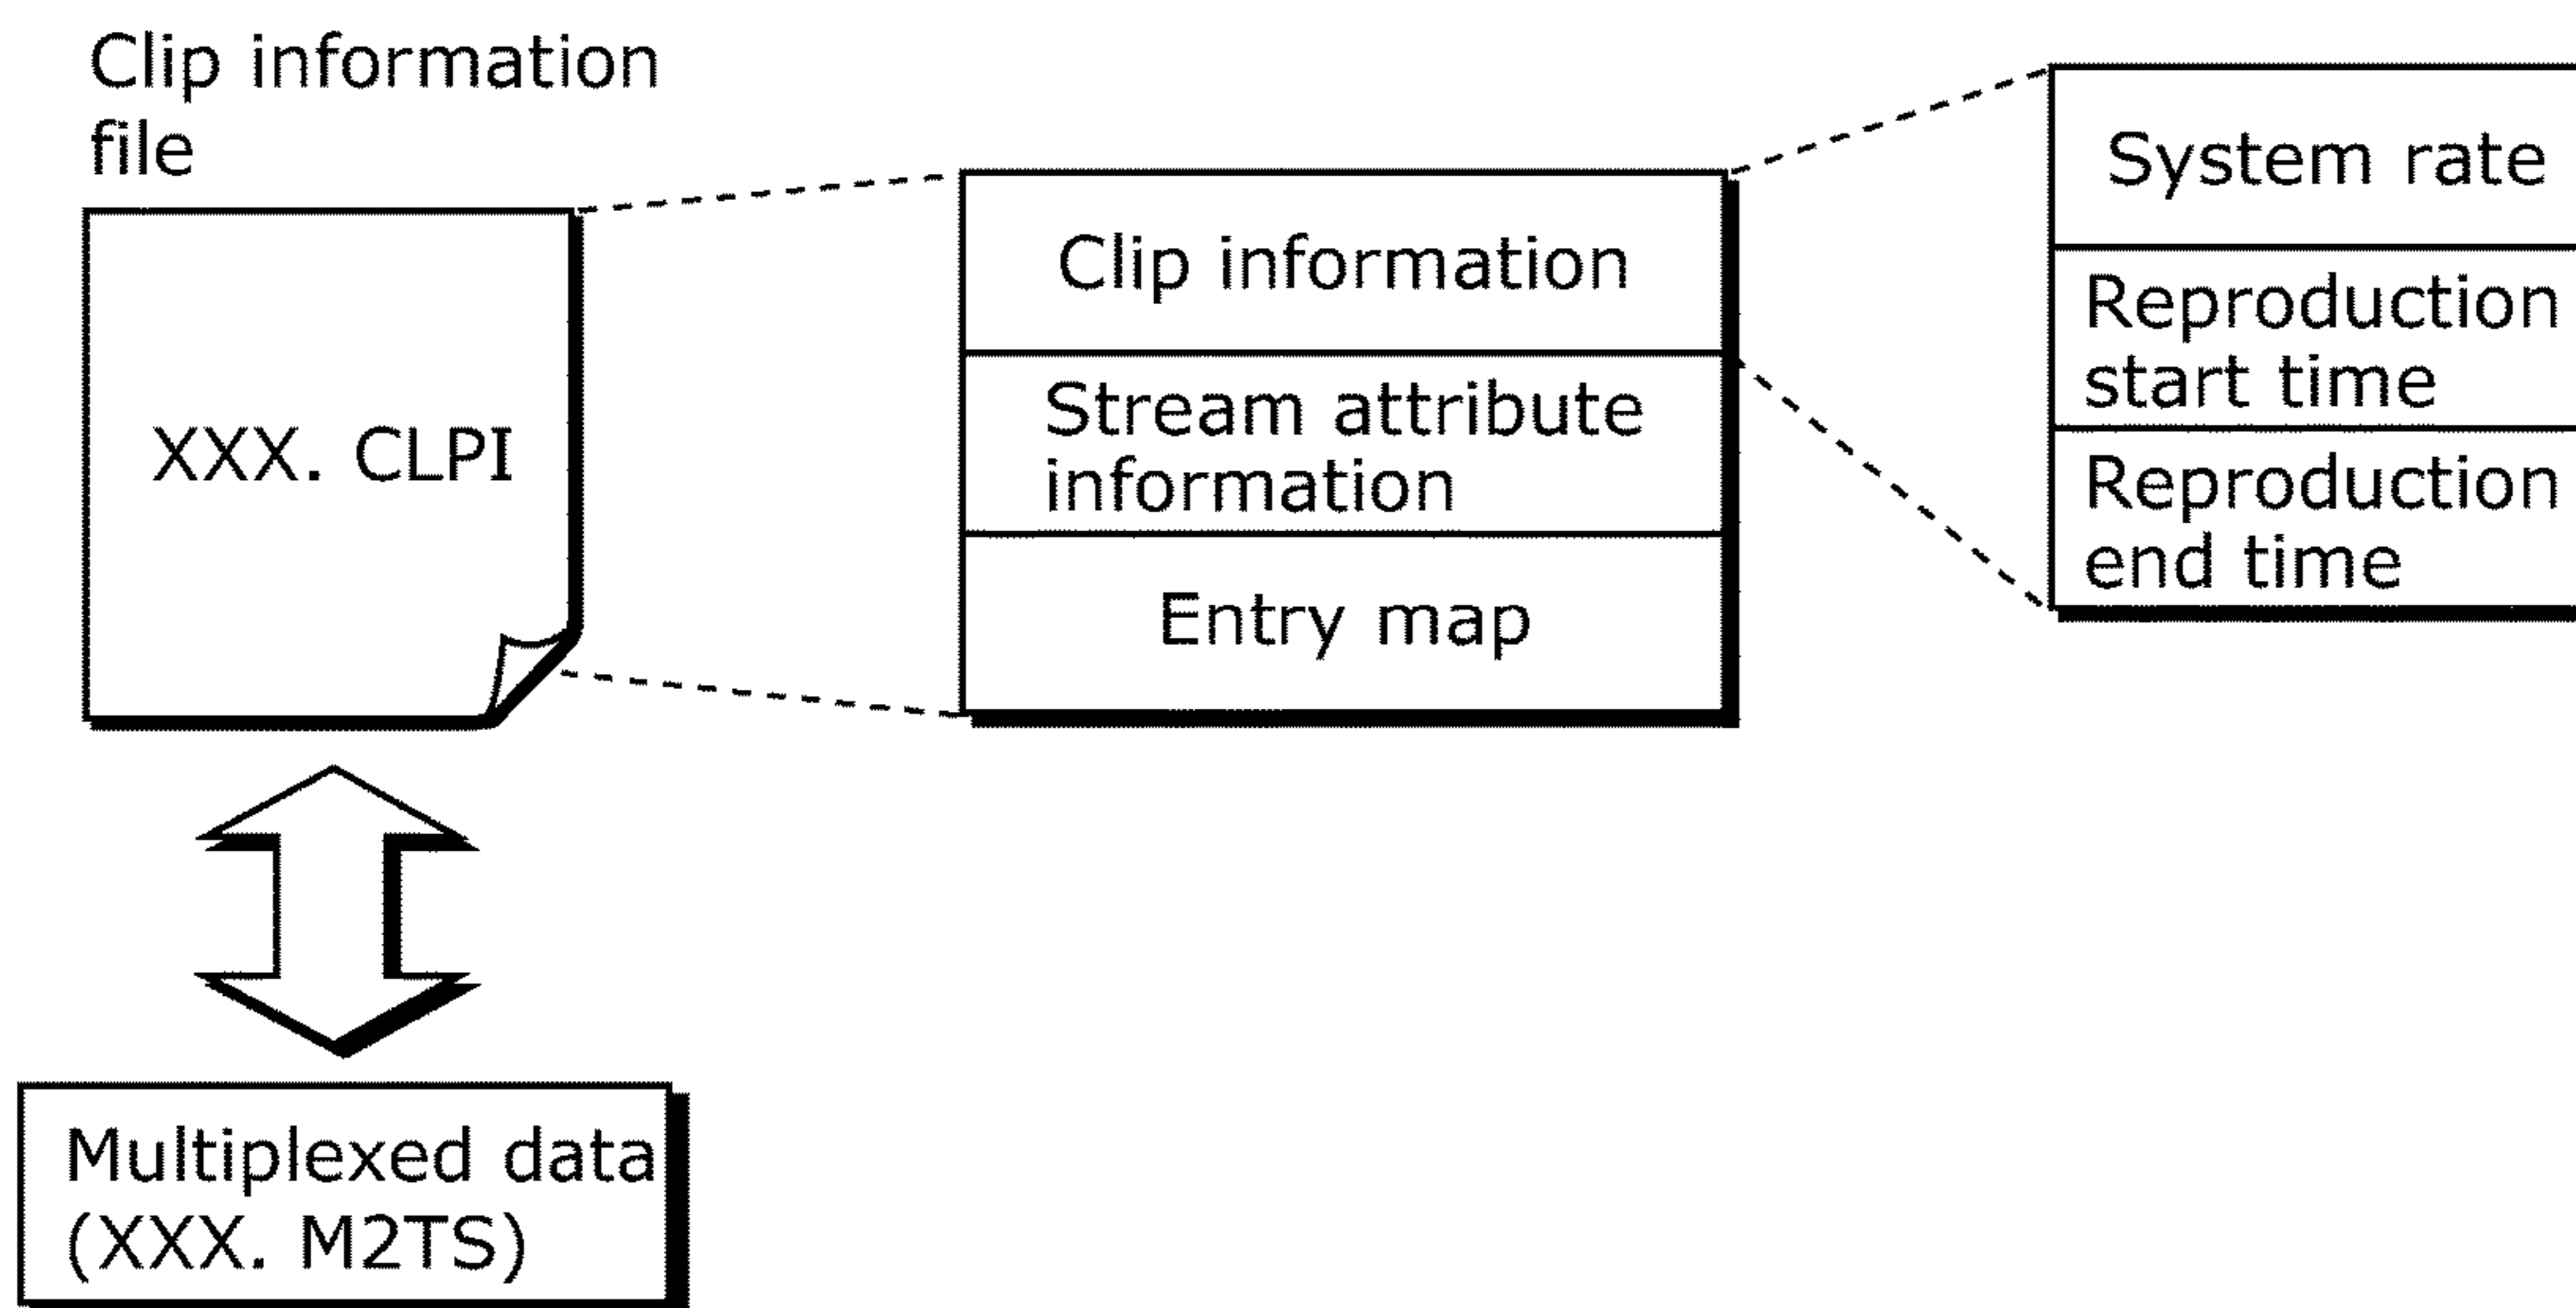 Clip information
file
XXX. CLPI
Clip information
Stream attribute
information
Entry map
System rate
Reproduction
start time
Reproduction
end time
Multiplexed data
(XXX. M2TS)